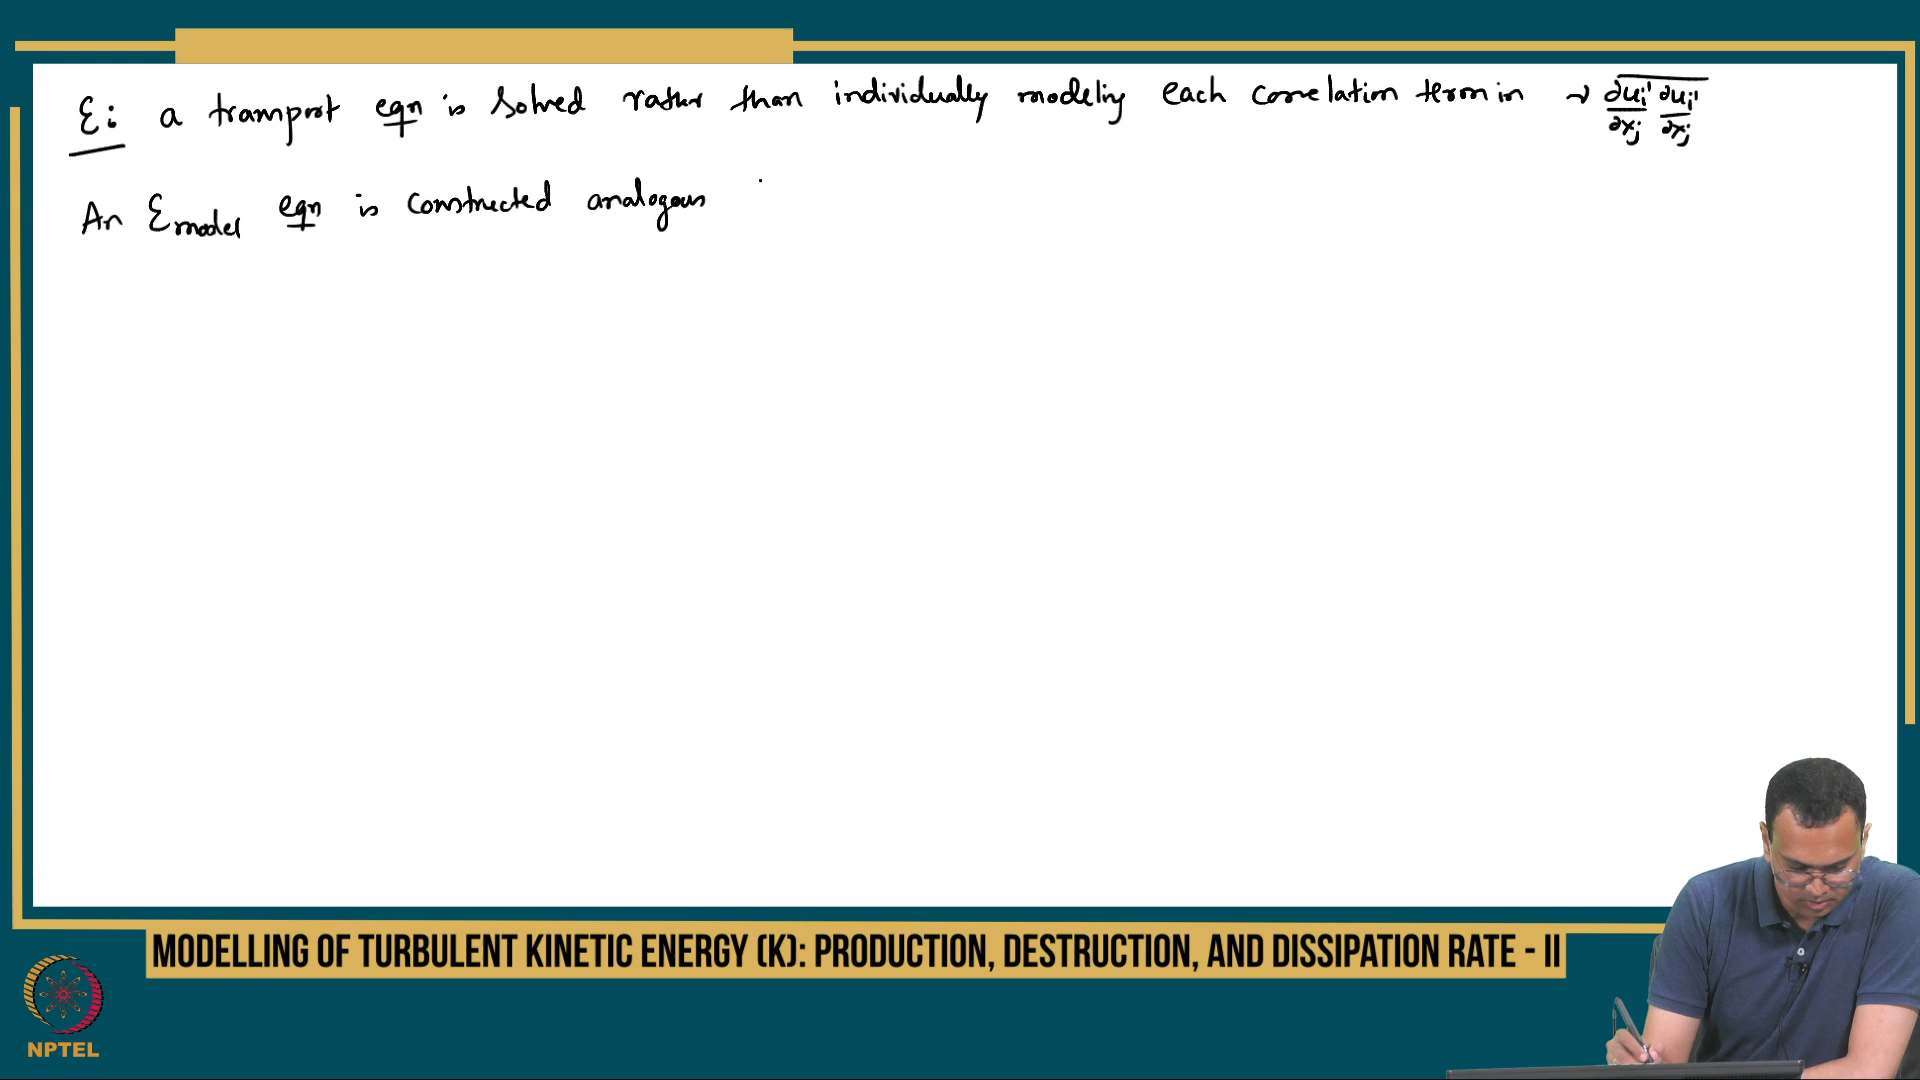 ε: a transport eqn is solved rather than individually modeling each correlation term in ν ∂ui'/∂xj ∂ui'/∂xj
An ε model eqn is constructed analogous
MODELLING OF TURBULENT KINETIC ENERGY (K): PRODUCTION, DESTRUCTION, AND DISSIPATION RATE - II
NPTEL